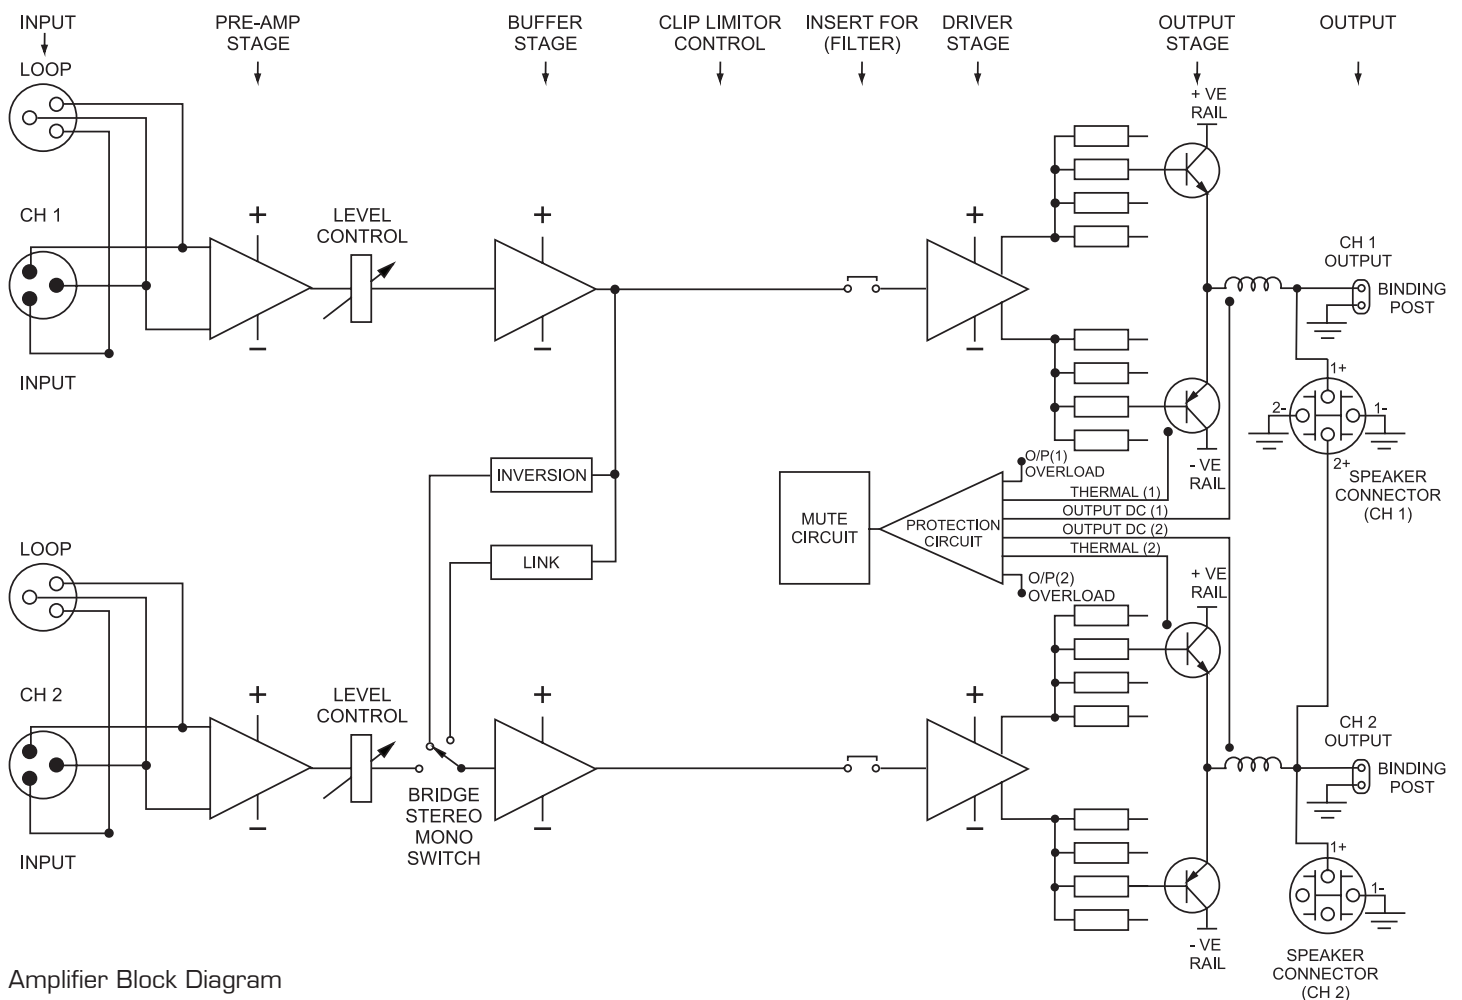 INPUT
PRE-AMP
STAGE
BUFFER
STAGE
CLIP LIMITOR
CONTROL
INSERT FOR
(FILTER)
DRIVER
STAGE
OUTPUT
STAGE
OUTPUT
LOOP
+ VE
RAIL
CH 1
+
LEVEL
CONTROL
+
+
CH 1
OUTPUT
BINDING
POST
INPUT
−
−
−
1+
2-
1-
2+
- VE
RAIL
SPEAKER
CONNECTOR
(CH 1)
INVERSION
LINK
MUTE
CIRCUIT
PROTECTION
CIRCUIT
O/P(1)
OVERLOAD
THERMAL (1)
OUTPUT DC (1)
OUTPUT DC (2)
THERMAL (2)
O/P(2)
OVERLOAD
LOOP
+ VE
RAIL
CH 2
+
LEVEL
CONTROL
+
+
CH 2
OUTPUT
BINDING
POST
BRIDGE
STEREO
MONO
SWITCH
INPUT
−
−
−
1+
1-
- VE
RAIL
SPEAKER
CONNECTOR
(CH 2)
Amplifier Block Diagram